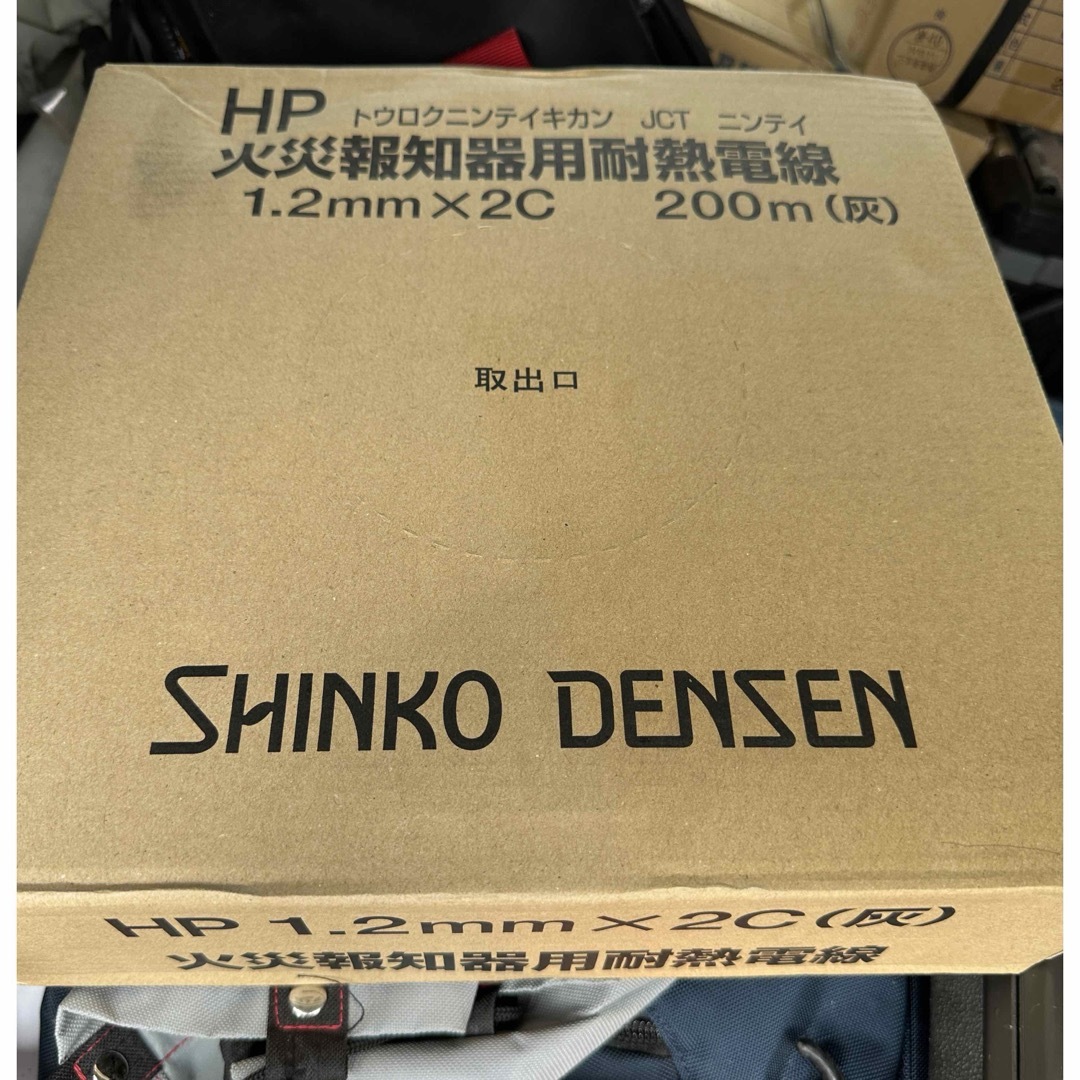 HP トウロクニンテイキカン JCT ニンテイ
火災報知器用耐熱電線
1.2mm×2C 200m(灰)
取出口
SHINKO DENSEN
HP 1.2mm×2C(灰)
火災報知器用耐熱電線